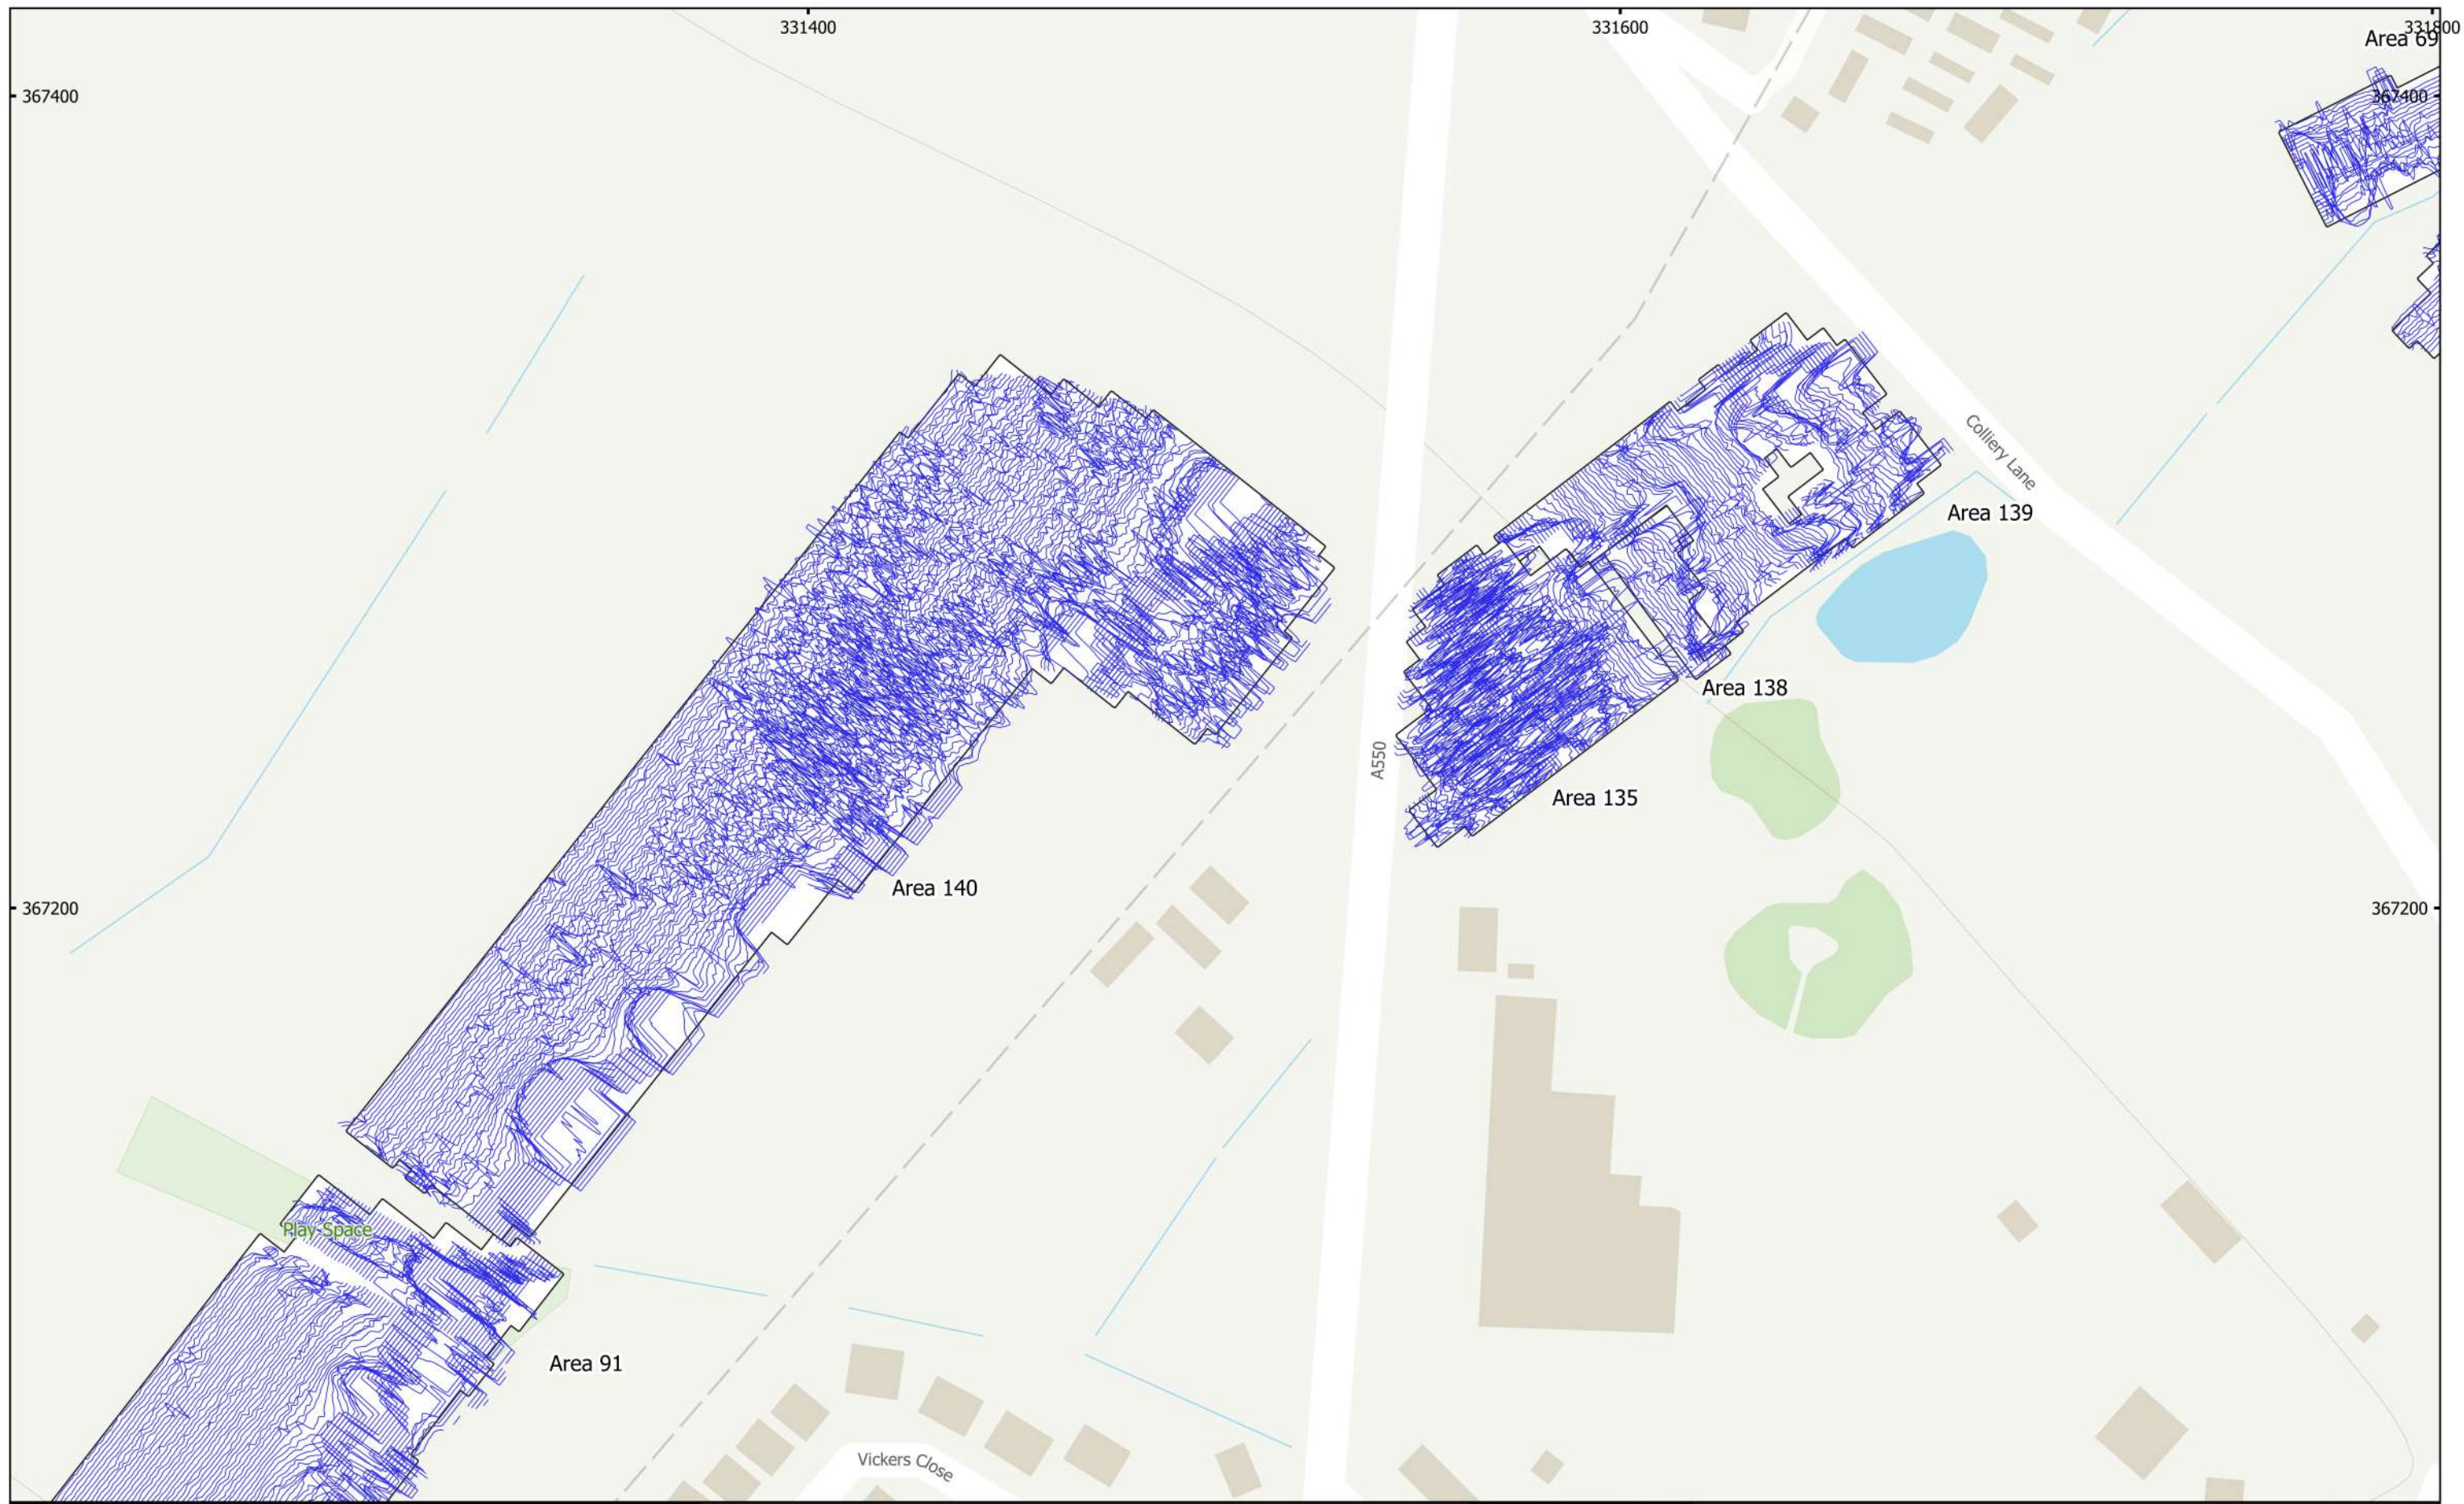 331400
331600
331800
Area 69
367400
367400
Colliery Lane
Area 139
Area 138
A550
Area 135
Area 140
367200
367200
Play Space
Area 91
Vickers Close